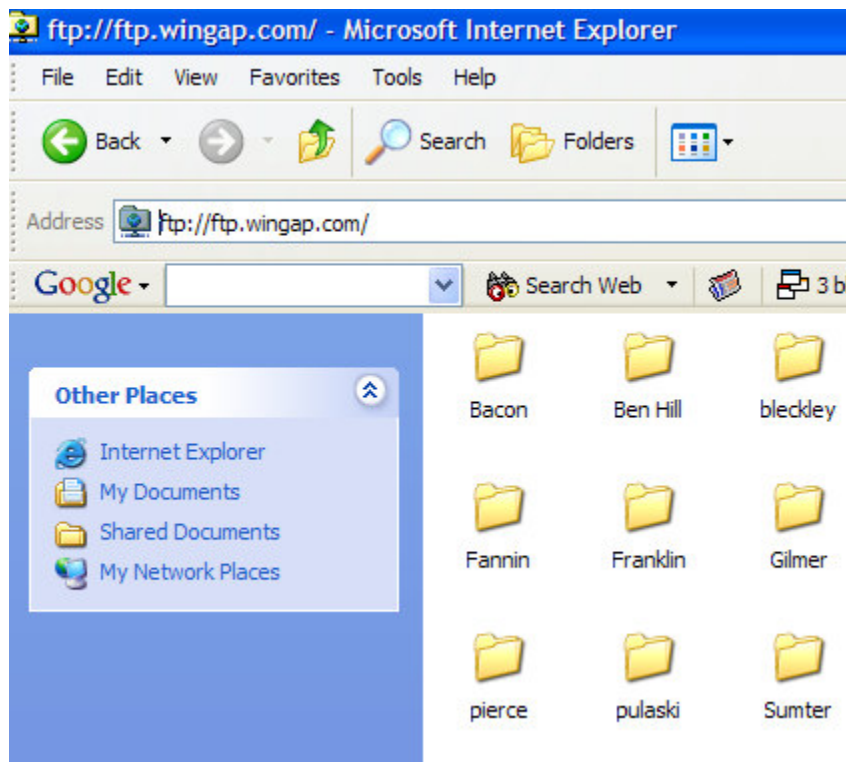 ftp://ftp.wingap.com/ - Microsoft Internet Explorer
File Edit View Favorites Tools Help
Back Search Folders
Address ftp://ftp.wingap.com/
Google Search Web 3 b
Other Places
Internet Explorer
My Documents
Shared Documents
My Network Places
Bacon Ben Hill bleckley
Fannin Franklin Gilmer
pierce pulaski Sumter